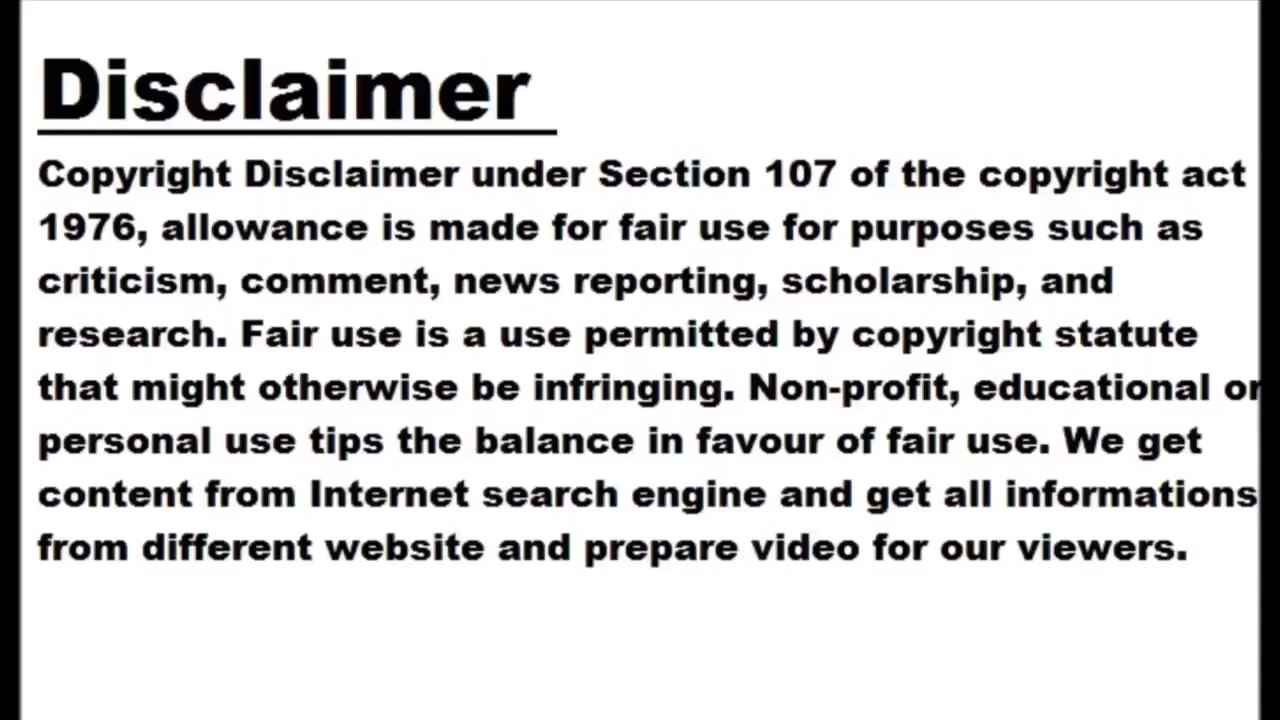 Disclaimer
Copyright Disclaimer under Section 107 of the copyright act
1976, allowance is made for fair use for purposes such as
criticism, comment, news reporting, scholarship, and
research. Fair use is a use permitted by copyright statute
that might otherwise be infringing. Non-profit, educational or
personal use tips the balance in favour of fair use. We get
content from Internet search engine and get all informations
from different website and prepare video for our viewers.